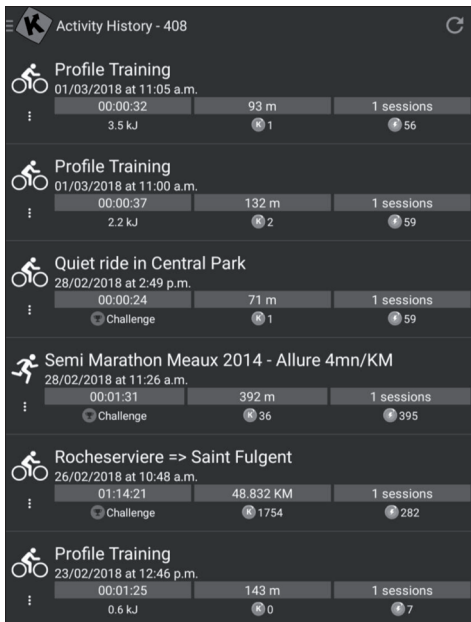 K Activity History - 408
Profile Training
01/03/2018 at 11:05 a.m.
00:00:32 93 m 1 sessions
3.5 kJ K 1 56
Profile Training
01/03/2018 at 11:00 a.m.
00:00:37 132 m 1 sessions
2.2 kJ K 2 59
Quiet ride in Central Park
28/02/2018 at 2:49 p.m.
00:00:24 71 m 1 sessions
Challenge K 1 59
Semi Marathon Meaux 2014 - Allure 4mn/KM
28/02/2018 at 11:26 a.m.
00:01:31 392 m 1 sessions
Challenge K 36 395
Rocheserviere => Saint Fulgent
26/02/2018 at 10:48 a.m.
01:14:21 48.832 KM 1 sessions
Challenge K 1754 282
Profile Training
23/02/2018 at 12:46 p.m.
00:01:25 143 m 1 sessions
0.6 kJ K 0 7